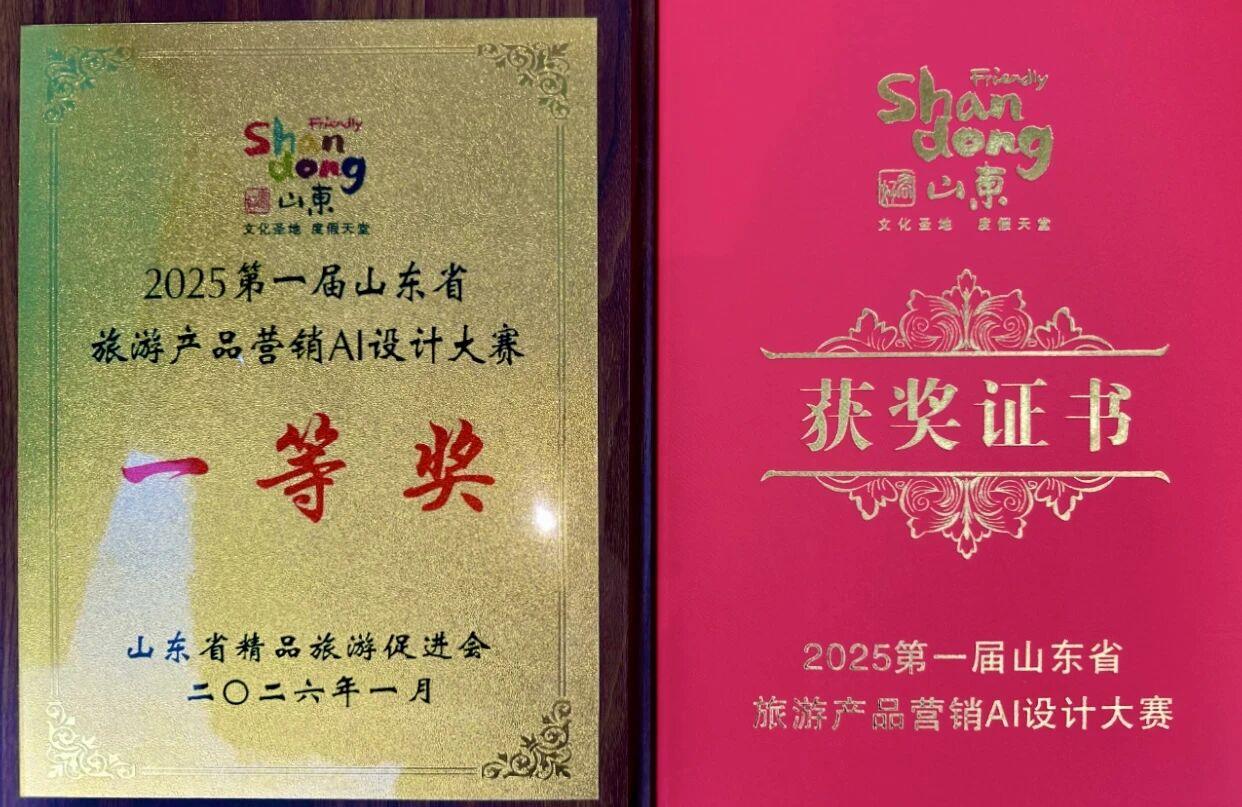 Friendly
Shan
dong
山東
文化圣地 度假天堂
2025第一届山东省
旅游产品营销AI设计大赛
一等奖
山东省精品旅游促进会
二〇二六年一月
Friendly
Shan
dong
好客
山東
文化圣地 度假天堂
获奖证书
2025第一届山东省
旅游产品营销AI设计大赛